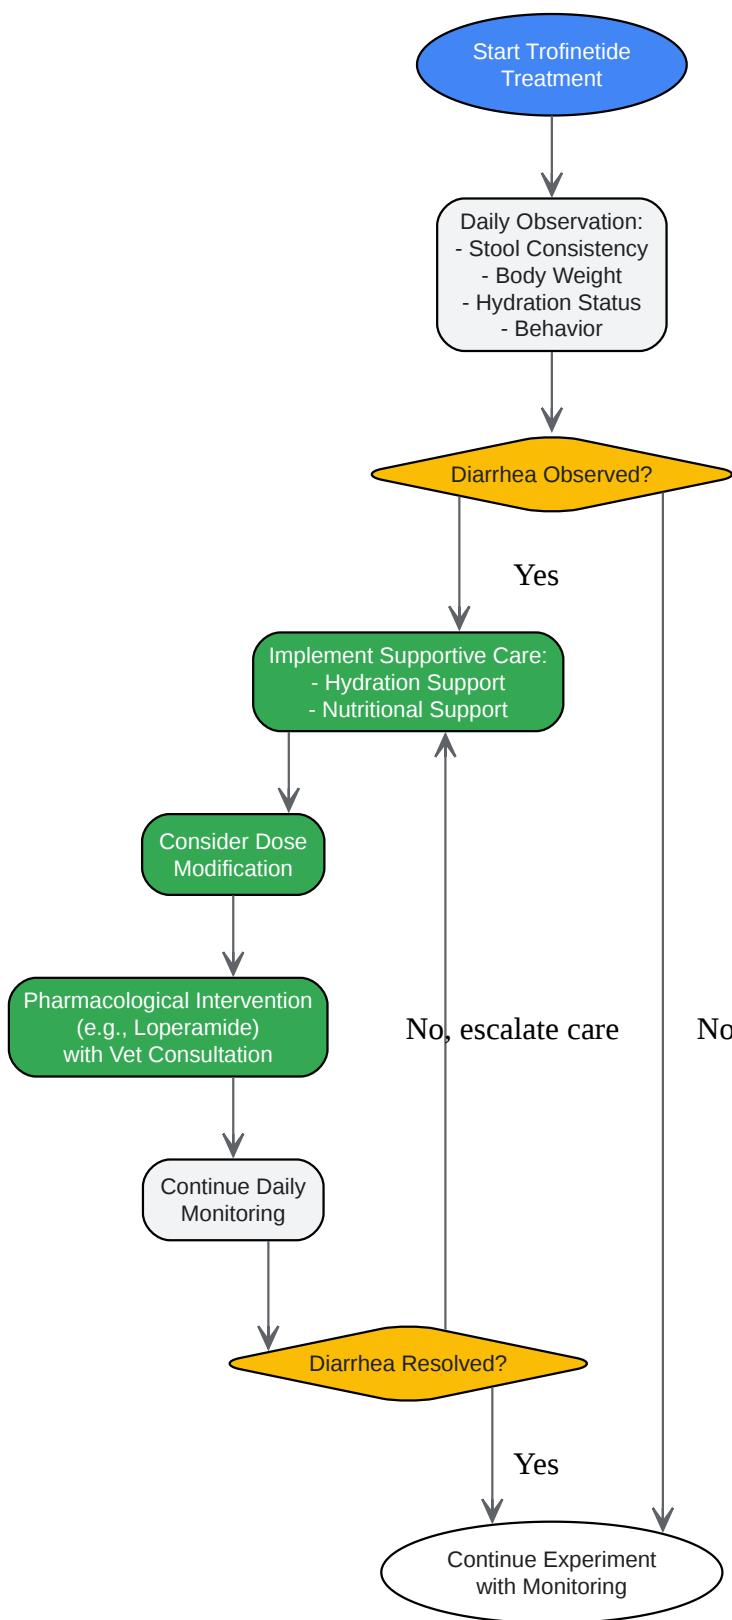 Start Trofinetide
Treatment
Daily Observation:
- Stool Consistency
- Body Weight
- Hydration Status
- Behavior
Diarrhea Observed?
Yes
Implement Supportive Care:
- Hydration Support
- Nutritional Support
Consider Dose
Modification
Pharmacological Intervention
(e.g., Loperamide)
with Vet Consultation
No, escalate care
No
Continue Daily
Monitoring
Diarrhea Resolved?
Yes
Continue Experiment
with Monitoring